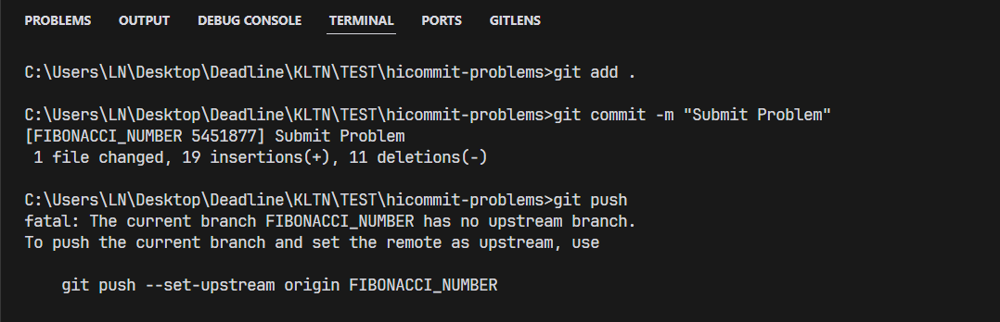 PROBLEMS OUTPUT DEBUG CONSOLE TERMINAL PORTS GITLENS
C:\Users\LN\Desktop\Deadline\KLTN\TEST\hicommit-problems>git add .
C:\Users\LN\Desktop\Deadline\KLTN\TEST\hicommit-problems>git commit -m "Submit Problem"
[FIBONACCI_NUMBER 5451877] Submit Problem
1 file changed, 19 insertions(+), 11 deletions(-)
C:\Users\LN\Desktop\Deadline\KLTN\TEST\hicommit-problems>git push
fatal: The current branch FIBONACCI_NUMBER has no upstream branch.
To push the current branch and set the remote as upstream, use
git push --set-upstream origin FIBONACCI_NUMBER